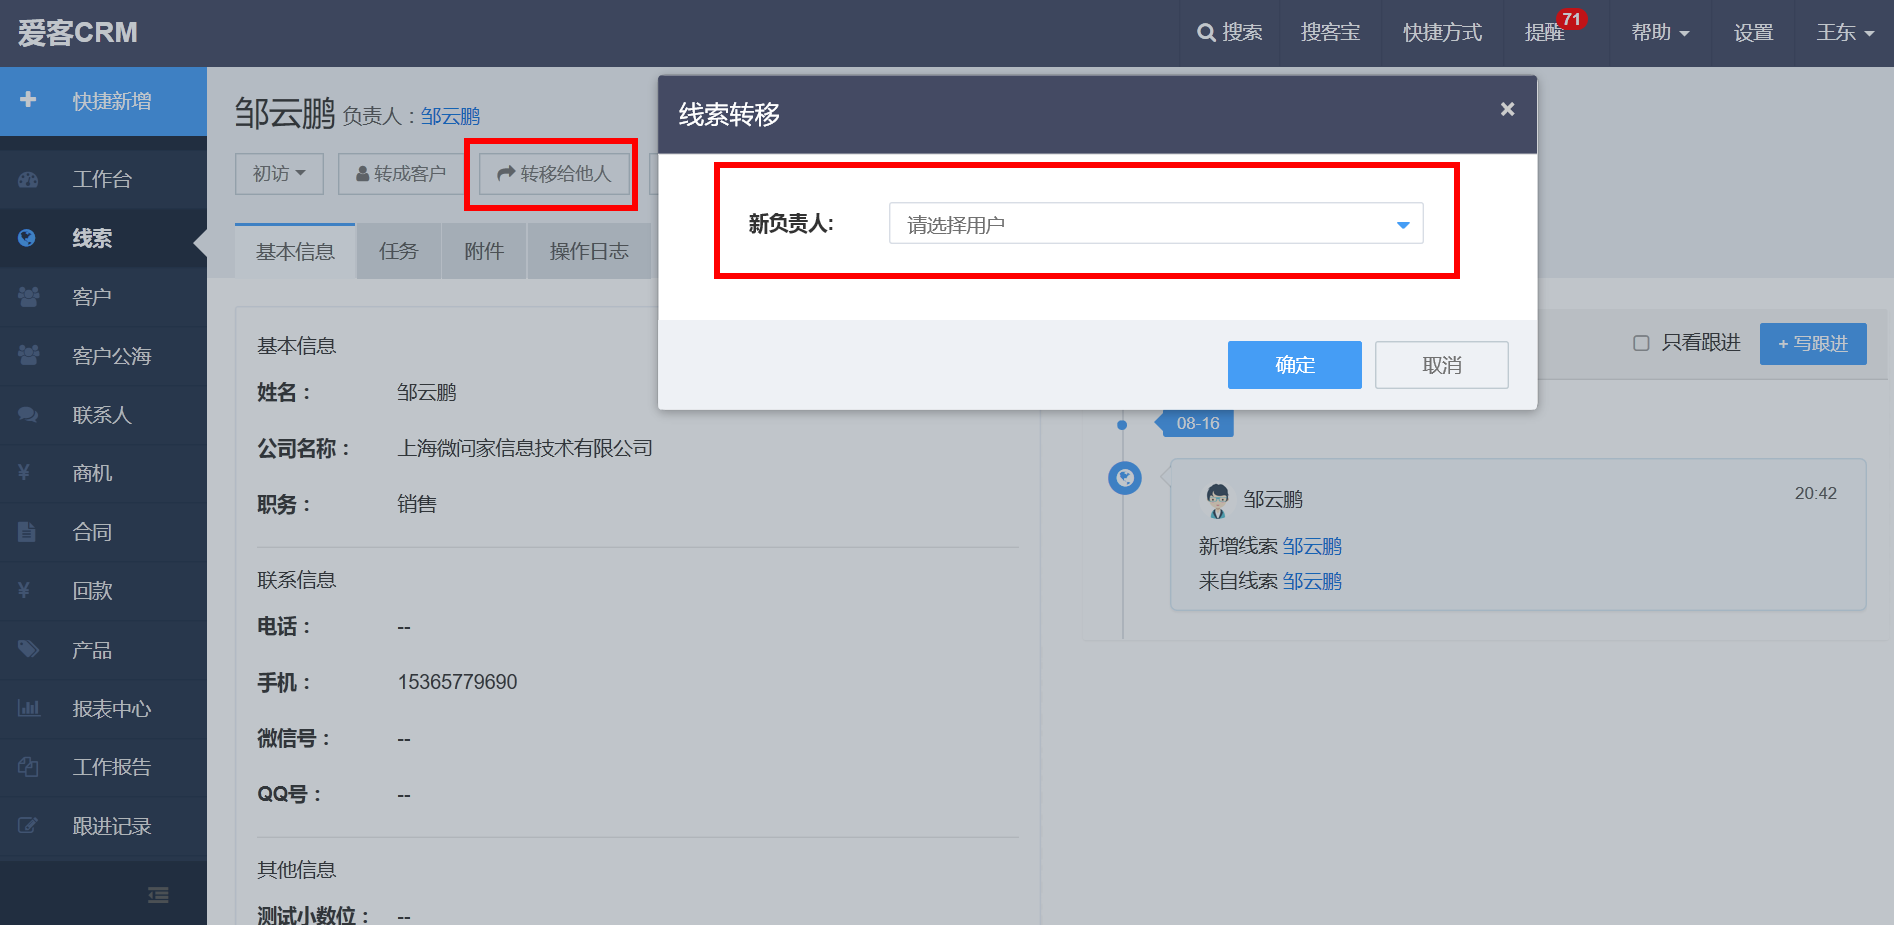 爱客CRM
搜索
搜客宝
快捷方式
提醒
71
帮助
设置
王东
快捷新增
工作台
线索
客户
客户公海
联系人
¥ 商机
合同
¥ 回款
产品
报表中心
工作报告
跟进记录
邹云鹏 负责人：邹云鹏
初访
转成客户
转移给他人
基本信息
任务
附件
操作日志
基本信息
姓名： 邹云鹏
公司名称： 上海微问家信息技术有限公司
职务： 销售
联系信息
电话： --
手机： 15365779690
微信号： --
QQ号： --
其他信息
测试小数位： --
线索转移
×
新负责人: 请选择用户
确定
取消
只看跟进
+ 写跟进
08-16
邹云鹏
20:42
新增线索 邹云鹏
来自线索 邹云鹏